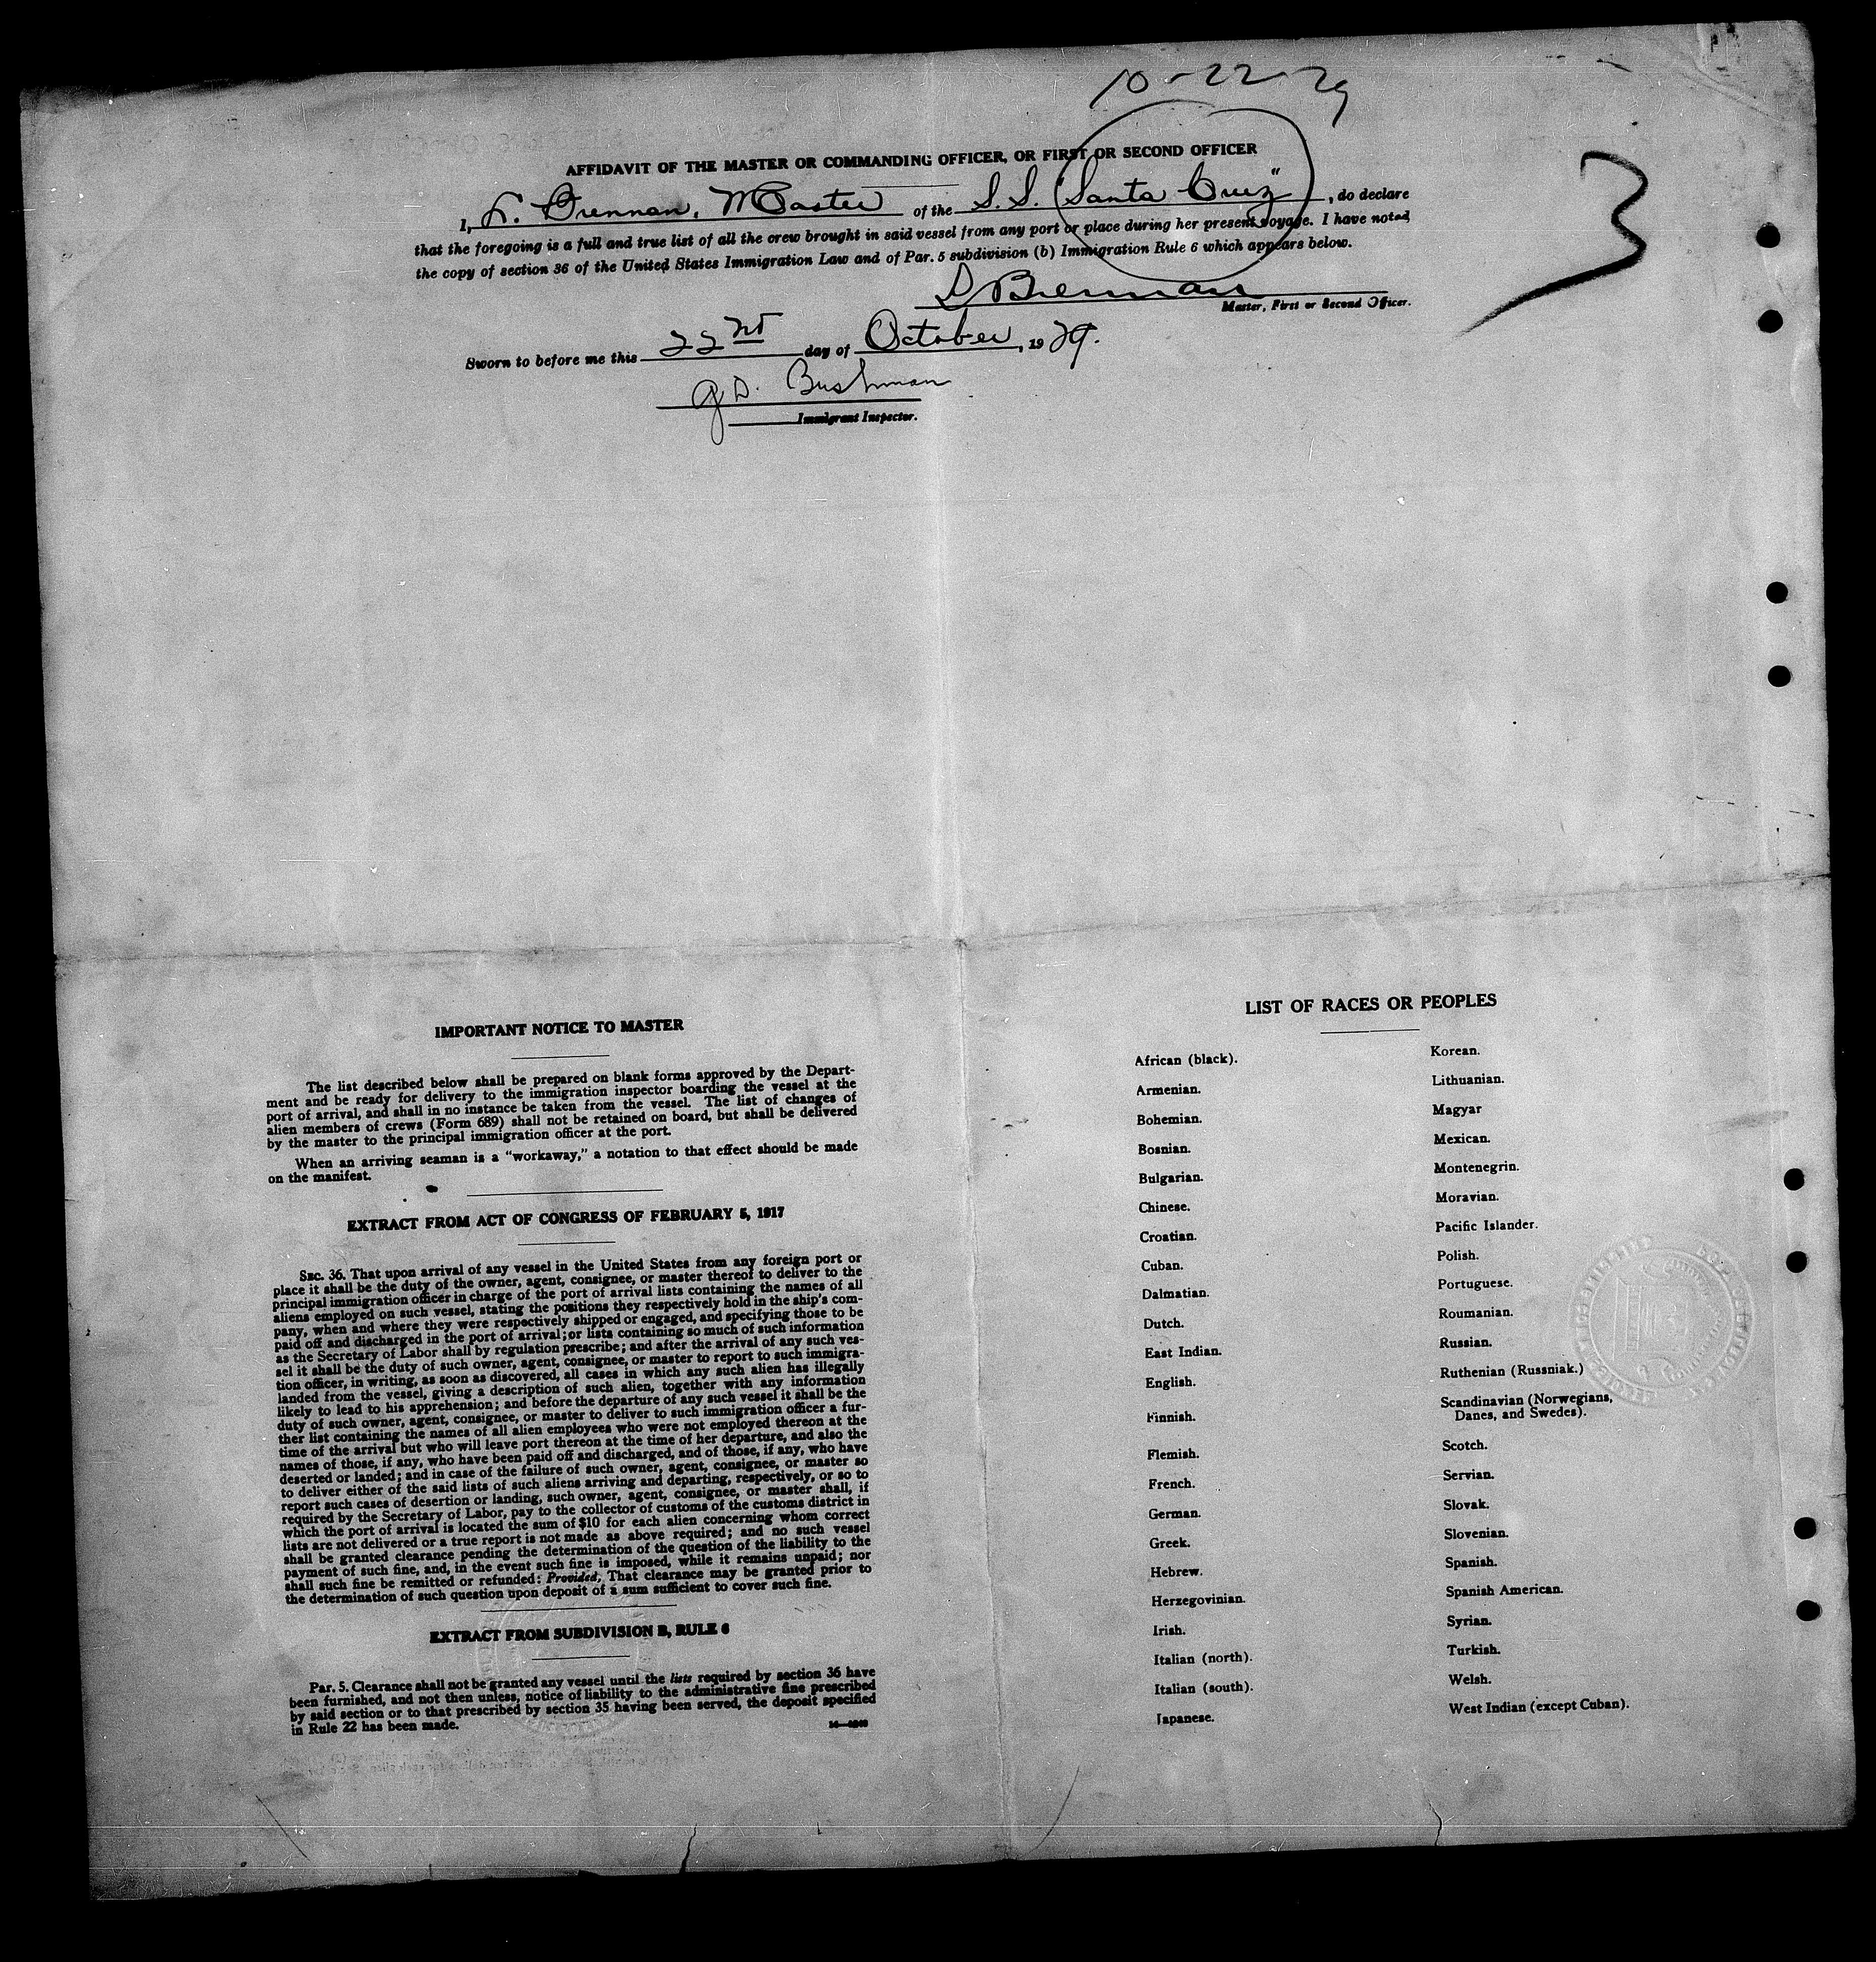 10-22-29
AFFIDAVIT OF THE MASTER OR COMMANDING OFFICER, OR FIRST OR SECOND OFFICER
3
I, L. Brennan, Master of the S.S. "Santa Cruz", do declare
that the foregoing is a full and true list of all the crew brought in said vessel from any port or place during her present voyage. I have noted
the copy of section 36 of the United States Immigration Law and of Par. 5 subdivision (b) Immigration Rule 6 which appears below.
L Brennan
Master, First or Second Officer.
Sworn to before me this 22nd day of October, 1929.
G.D. Bushman
Immigrant Inspector.
IMPORTANT NOTICE TO MASTER
The list described below shall be prepared on blank forms approved by the Depart-
ment and be ready for delivery to the immigration inspector boarding the vessel at the
port of arrival, and shall in no instance be taken from the vessel. The list of changes of
alien members of crews (Form 689) shall not be retained on board, but shall be delivered
by the master to the principal immigration officer at the port.
When an arriving seaman is a "workaway," a notation to that effect should be made
on the manifest.
EXTRACT FROM ACT OF CONGRESS OF FEBRUARY 5, 1917
SEC. 36. That upon arrival of any vessel in the United States from any foreign port or
place it shall be the duty of the owner, agent, consignee, or master thereof to deliver to the
principal immigration officer in charge of the port of arrival lists containing the names of all
aliens employed on such vessel, stating the positions they respectively hold in the ship's com-
pany, when and where they were respectively shipped or engaged, and specifying those to be
paid off and discharged in the port of arrival; or lists containing so much of such information
as the Secretary of Labor shall by regulation prescribe; and after the arrival of any such ves-
sel it shall be the duty of such owner, agent, consignee, or master to report to such immigra-
tion officer, in writing, as soon as discovered, all cases in which any such alien has illegally
landed from the vessel, giving a description of such alien, together with any information
likely to lead to his apprehension; and before the departure of any such vessel it shall be the
duty of such owner, agent, consignee, or master to deliver to such immigration officer a fur-
ther list containing the names of all alien employees who were not employed thereon at the
time of the arrival but who will leave port thereon at the time of her departure, and also the
names of those, if any, who have been paid off and discharged, and of those, if any, who have
deserted or landed; and in case of the failure of such owner, agent, consignee, or master so
to deliver either of the said lists of such aliens arriving and departing, respectively, or so to
report such cases of desertion or landing, such owner, agent, consignee, or master shall, if
required by the Secretary of Labor, pay to the collector of customs of the customs district in
which the port of arrival is located the sum of $10 for each alien concerning whom correct
lists are not delivered or a true report is not made as above required; and no such vessel
shall be granted clearance pending the determination of the question of the liability to the
payment of such fine, and, in the event such fine is imposed, while it remains unpaid; nor
shall such fine be remitted or refunded: Provided, That clearance may be granted prior to
the determination of such question upon deposit of a sum sufficient to cover such fine.
EXTRACT FROM SUBDIVISION B, RULE 6
Par. 5. Clearance shall not be granted any vessel until the lists required by section 36 have
been furnished, and not then unless, notice of liability to the administrative fine prescribed
by said section or to that prescribed by section 35 having been served, the deposit specified
in Rule 22 has been made.
LIST OF RACES OR PEOPLES
African (black).
Armenian.
Bohemian.
Bosnian.
Bulgarian.
Chinese.
Croatian.
Cuban.
Dalmatian.
Dutch.
East Indian.
English.
Finnish.
Flemish.
French.
German.
Greek.
Hebrew.
Herzegovinian.
Irish.
Italian (north).
Italian (south).
Japanese.
Korean.
Lithuanian.
Magyar
Mexican.
Montenegrin.
Moravian.
Pacific Islander.
Polish.
Portuguese.
Roumanian.
Russian.
Ruthenian (Russniak.)
Scandinavian (Norwegians,
Danes, and Swedes).
Scotch.
Servian.
Slovak.
Slovenian.
Spanish.
Spanish American.
Syrian.
Turkish.
Welsh.
West Indian (except Cuban).